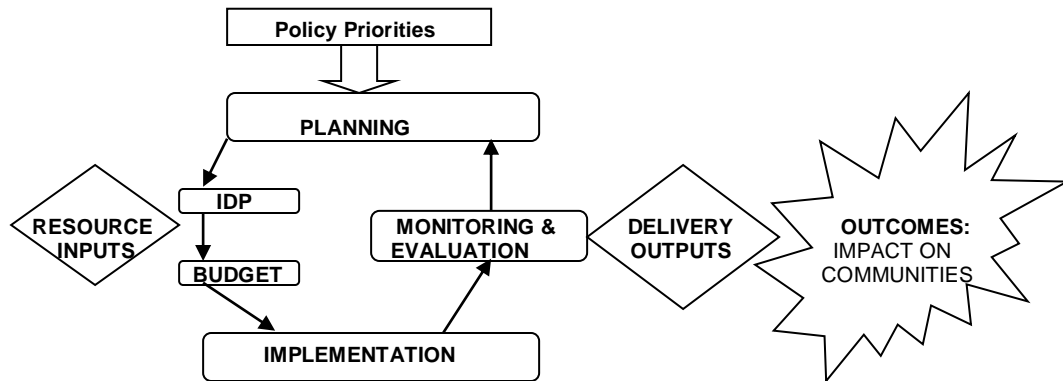 Policy Priorities
PLANNING
IDP
RESOURCE
INPUTS
BUDGET
MONITORING &
EVALUATION
DELIVERY
OUTPUTS
OUTCOMES:
IMPACT ON
COMMUNITIES
IMPLEMENTATION